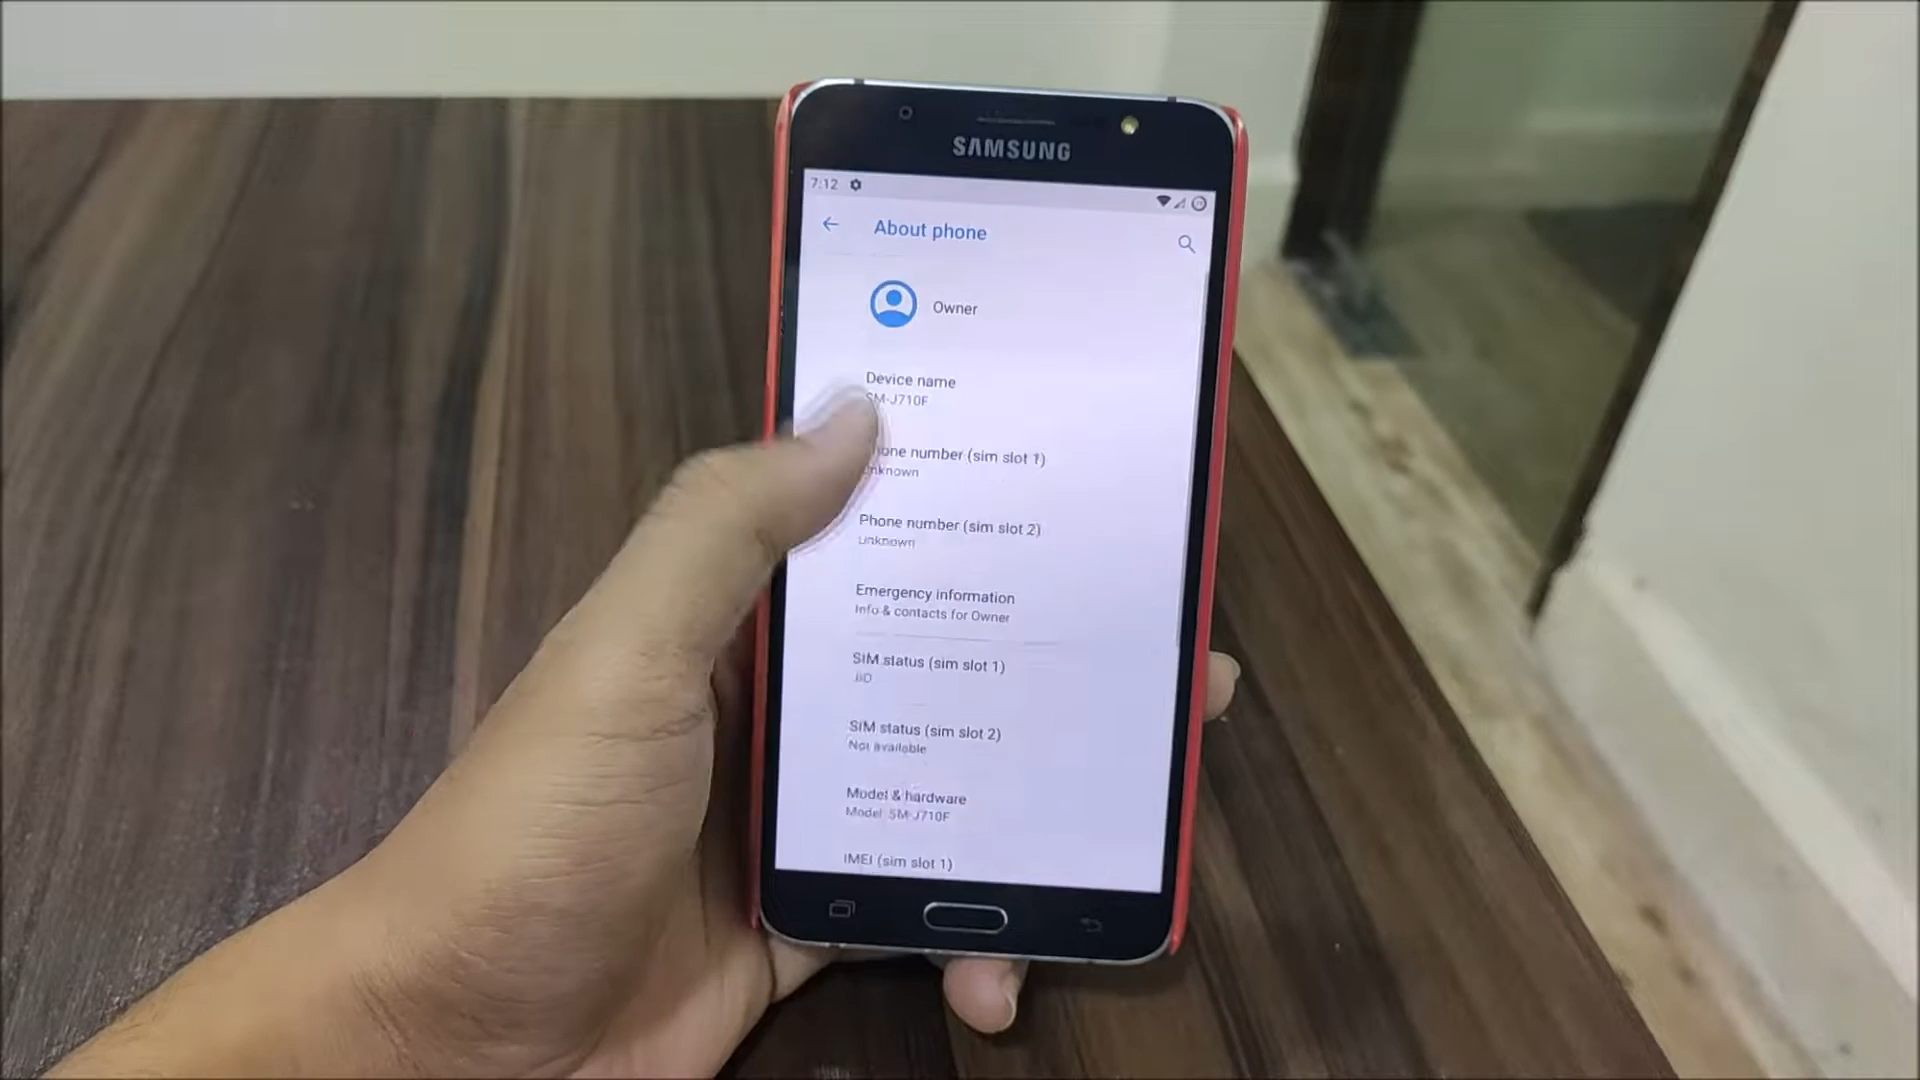 SAMSUNG
7:12
About phone
Owner
Device name
SM-J710F
hone number (sim slot 1)
nknown
Phone number (sim slot 2)
Unknown
Emergency information
Info & contacts for Owner
SIM status (sim slot 1)
SIM status (sim slot 2)
Not available
Model & hardware
Model: SM-J710F
IMEI (sim slot 1)